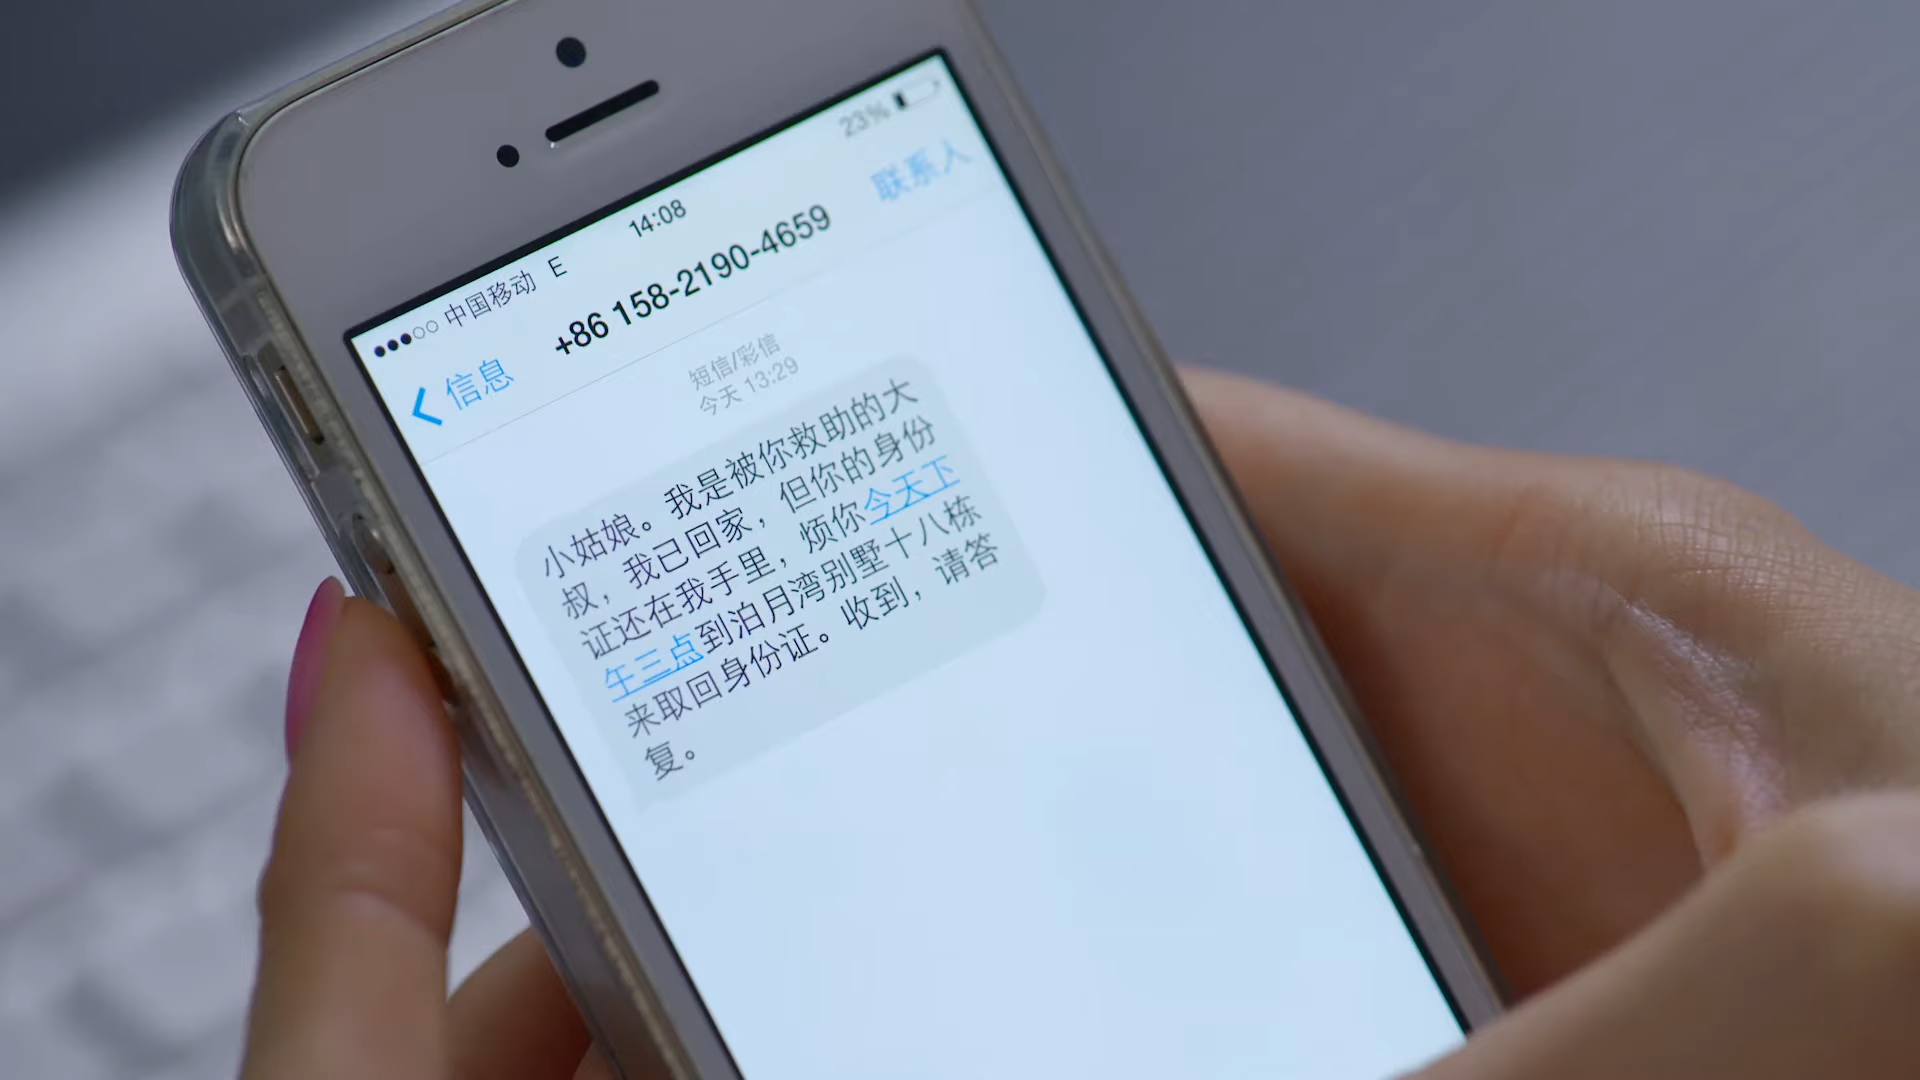 中国移动 E 14:08 23%
信息 +86 158-2190-4659 联系人
短信/彩信
今天 13:29
小姑娘。我是被你救助的大
叔，我已回家，但你的身份
证还在我手里，烦你今天下
午三点到泊月湾别墅十八栋
来取回身份证。收到，请答
复。